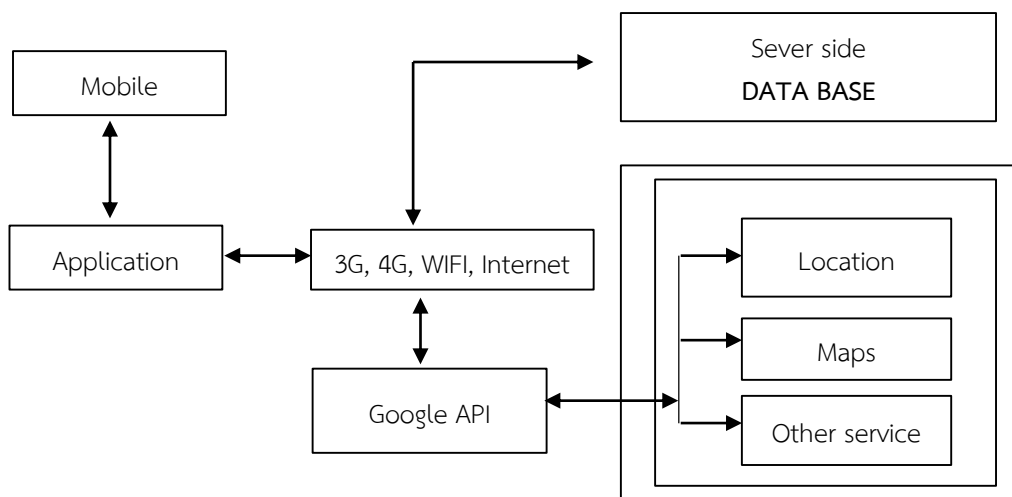 Sever side
DATA BASE
Mobile
Application
3G, 4G, WIFI, Internet
Location
Maps
Google API
Other service